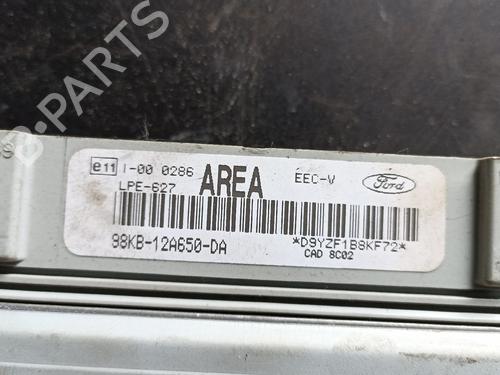 B-PARTS
e11 I-00 0286 AREA EEC-V Ford
LPE-627
98KB-12A650-DA *D9YZF1B8KF72*
CAD 8C02